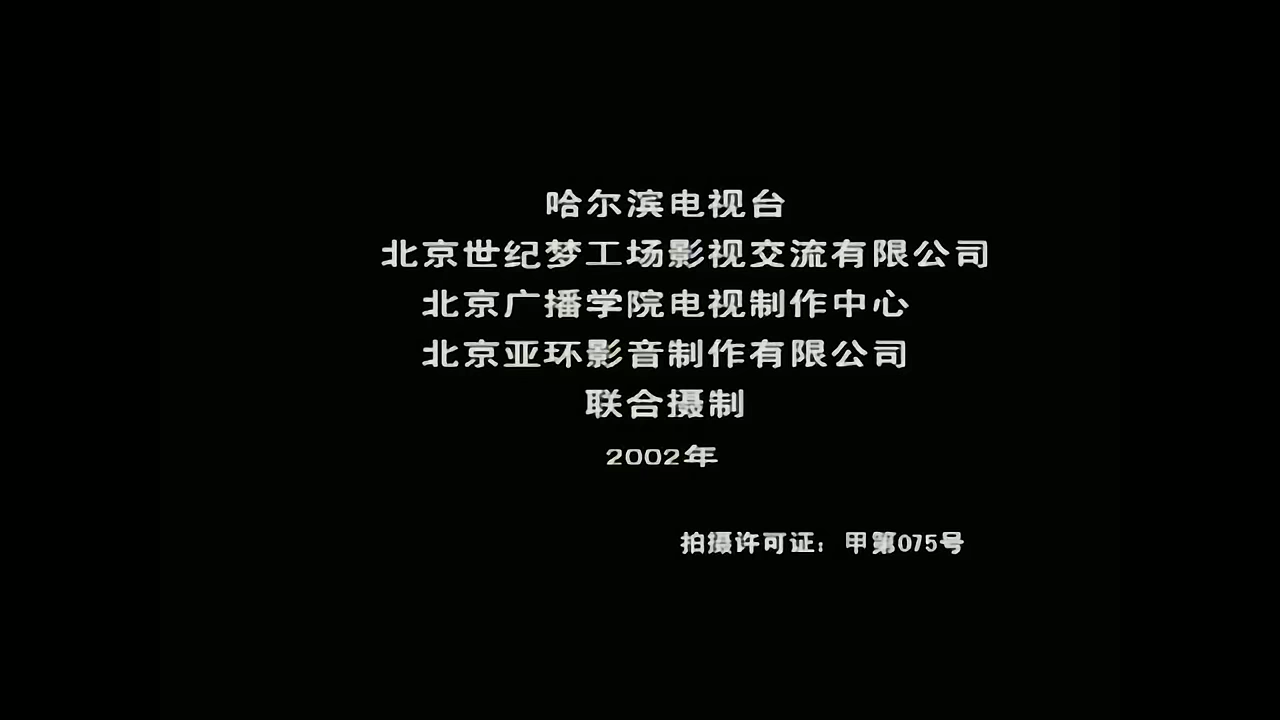 哈尔滨电视台
北京世纪梦工场影视交流有限公司
北京广播学院电视制作中心
北京亚环影音制作有限公司
联合摄制
2002年
拍摄许可证：甲第075号